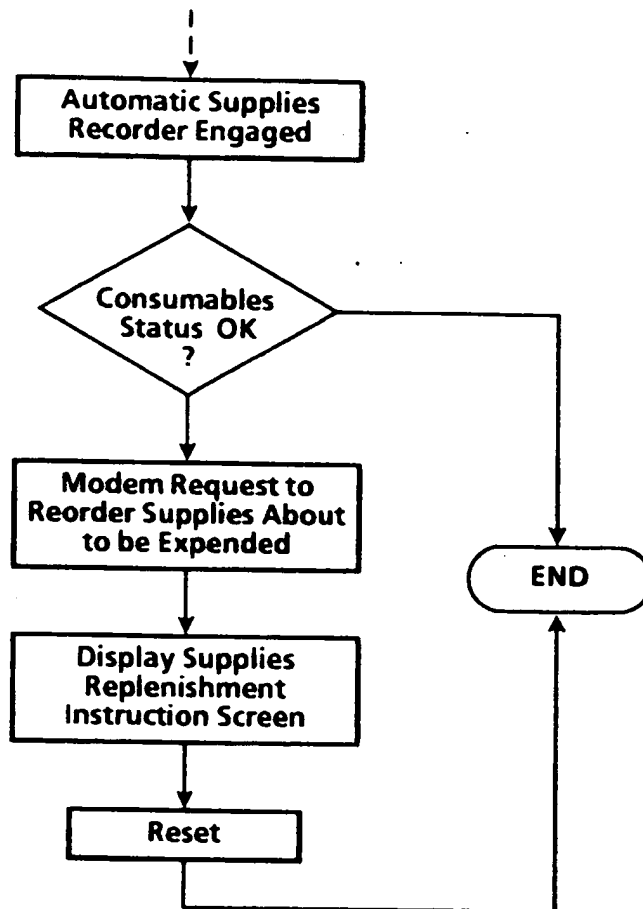 Automatic Supplies
Recorder Engaged
Consumables
Status OK
?
Modem Request to
Reorder Supplies About
to be Expended
END
Display Supplies
Replenishment
Instruction Screen
Reset